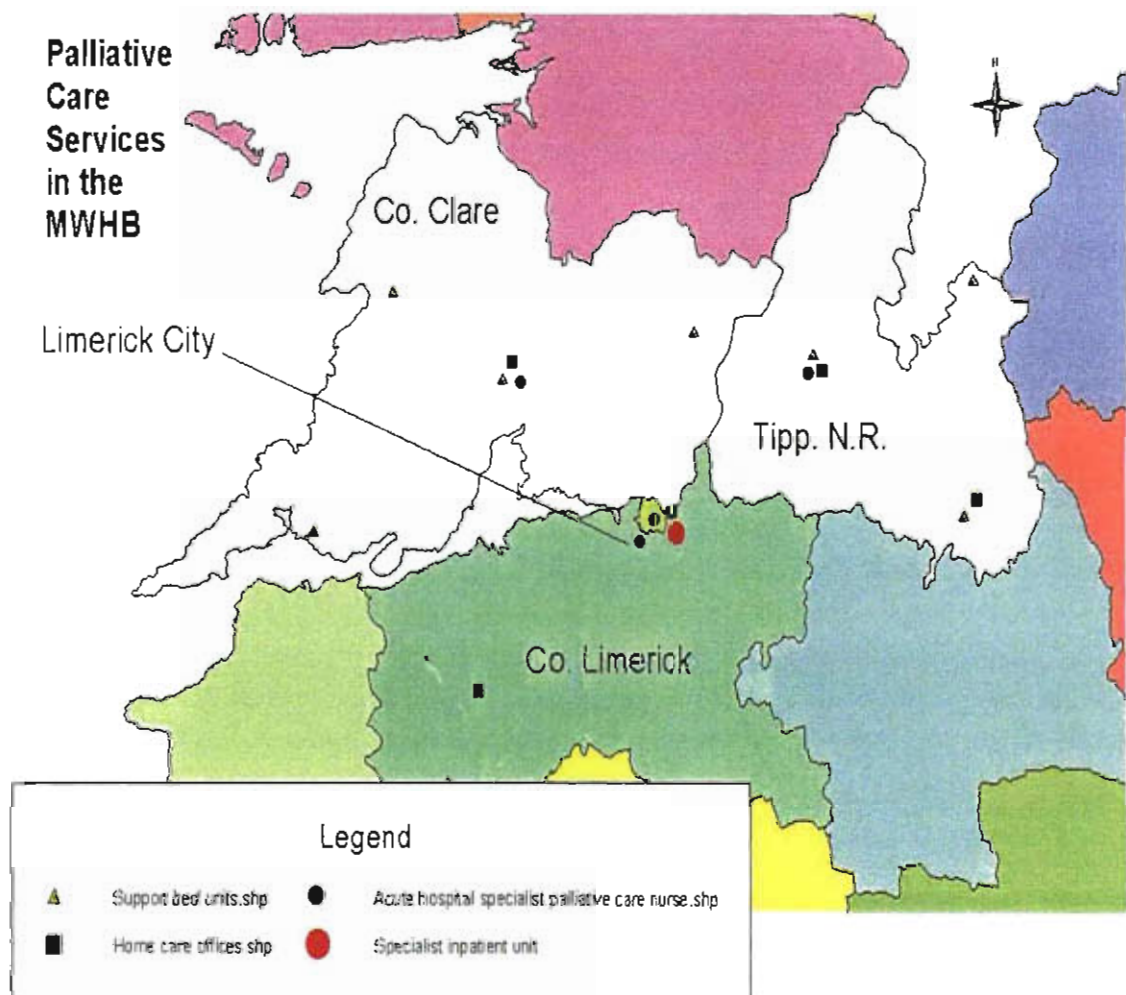 Palliative
Care
Services
in the
MWHB
N
Co. Clare
Limerick City
Tipp. N.R.
Co. Limerick
Legend
Support bed units.shp
Acute hospital specialist palliative care nurse.shp
Home care offices.shp
Specialist inpatient unit